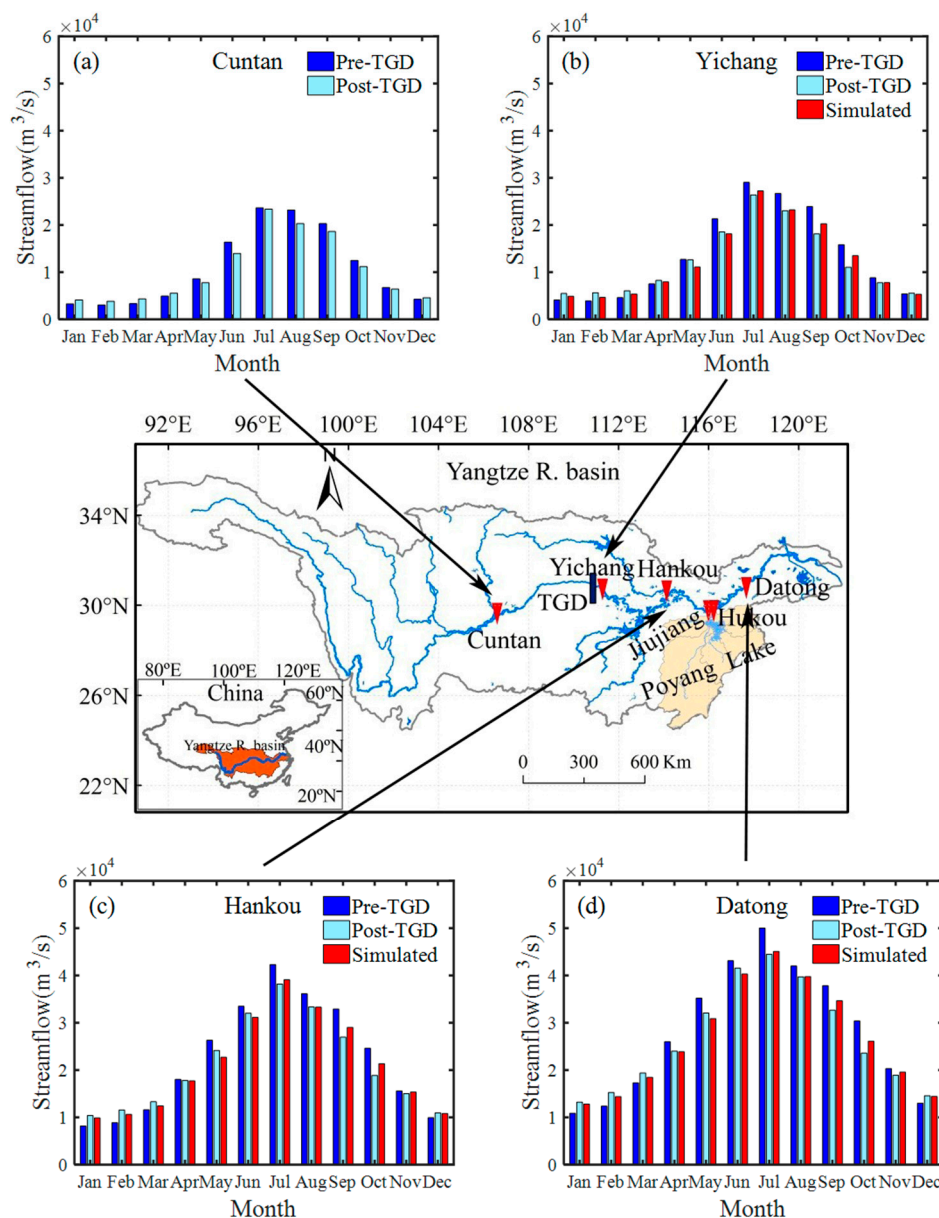 ×10⁴
6
5
4
3
2
1
0
Streamflow(m³/s)
(a)
Cuntan
Pre-TGD
Post-TGD
Jan Feb Mar Apr May Jun Jul Aug Sep Oct Nov Dec
Month
×10⁴
6
5
4
3
2
1
0
Streamflow(m³/s)
(b)
Yichang
Pre-TGD
Post-TGD
Simulated
Jan Feb Mar Apr May Jun Jul Aug Sep Oct Nov Dec
Month
92°E 96°E 100°E 104°E 108°E 112°E 116°E 120°E
N
Yangtze R. basin
34°N
30°N
26°N
22°N
Yichang
Hankou
TGD
Datong
Cuntan
Jiujiang
Hukou
Poyang Lake
80°E 100°E 120°E
China
60°N
40°N
20°N
Yangtze R. basin
0 300 600 Km
×10⁴
6
5
4
3
2
1
0
Streamflow(m³/s)
(c)
Hankou
Pre-TGD
Post-TGD
Simulated
Jan Feb Mar Apr May Jun Jul Aug Sep Oct Nov Dec
Month
×10⁴
6
5
4
3
2
1
0
Streamflow(m³/s)
(d)
Datong
Pre-TGD
Post-TGD
Simulated
Jan Feb Mar Apr May Jun Jul Aug Sep Oct Nov Dec
Month